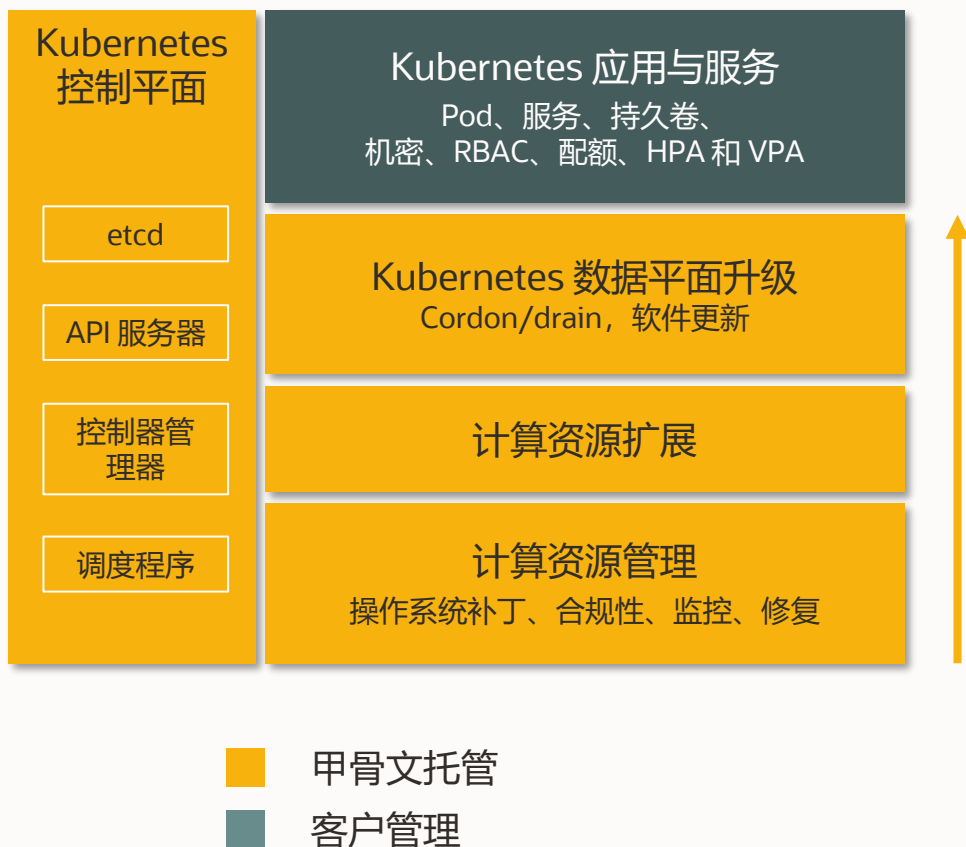 Kubernetes
控制平面
etcd
API 服务器
控制器管
理器
调度程序
Kubernetes 应用与服务
Pod、服务、持久卷、
机密、RBAC、配额、HPA 和 VPA
Kubernetes 数据平面升级
Cordon/drain，软件更新
计算资源扩展
计算资源管理
操作系统补丁、合规性、监控、修复
甲骨文托管
客户管理